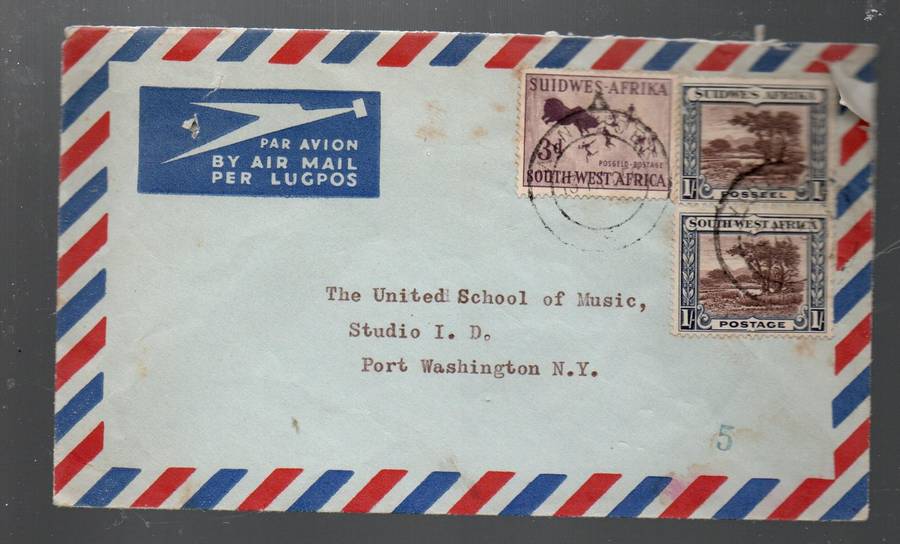 PAR AVION
BY AIR MAIL
PER LUGPOS
SUIDWES-AFRIKA
3d
POSGELD-POSTAGE
SOUTH WEST AFRICA
SUIDWES AFRIKA
1/- POSSEËL 1/-
SOUTH WEST AFRICA
1/- POSTAGE 1/-
The United School of Music,
Studio I. D.
Port Washington N.Y.
5